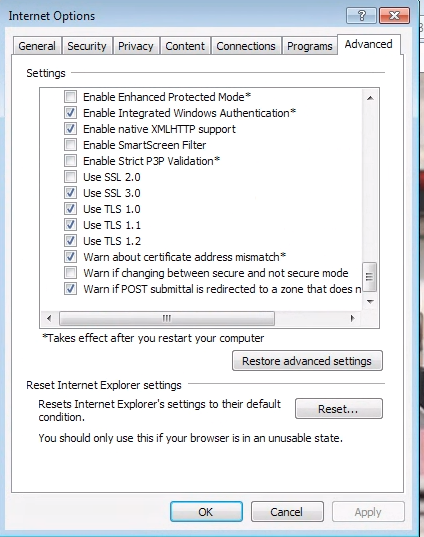 Internet Options
General Security Privacy Content Connections Programs Advanced
Settings
Enable Enhanced Protected Mode*
Enable Integrated Windows Authentication*
Enable native XMLHTTP support
Enable SmartScreen Filter
Enable Strict P3P Validation*
Use SSL 2.0
Use SSL 3.0
Use TLS 1.0
Use TLS 1.1
Use TLS 1.2
Warn about certificate address mismatch*
Warn if changing between secure and not secure mode
Warn if POST submittal is redirected to a zone that does n
*Takes effect after you restart your computer
Restore advanced settings
Reset Internet Explorer settings
Resets Internet Explorer's settings to their default
condition.
Reset...
You should only use this if your browser is in an unusable state.
OK Cancel Apply